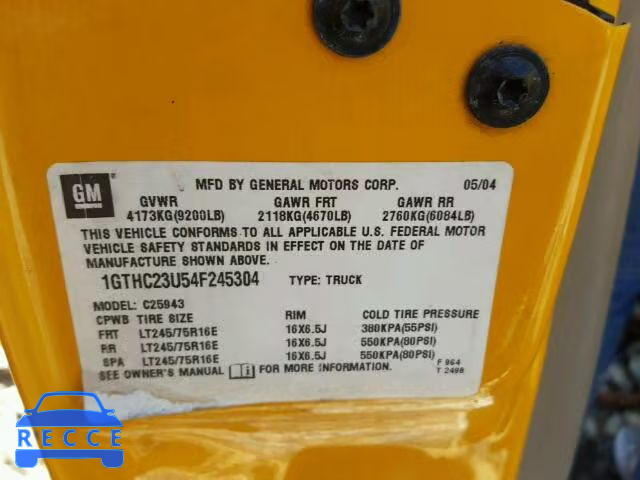 GM
MFD BY GENERAL MOTORS CORP. 05/04
GVWR GAWR FRT GAWR RR
4173KG(9200LB) 2118KG(4670LB) 2760KG(6084LB)
THIS VEHICLE CONFORMS TO ALL APPLICABLE U.S. FEDERAL MOTOR
VEHICLE SAFETY STANDARDS IN EFFECT ON THE DATE OF
MANUFACTURE SHOWN ABOVE.
1GTHC23U54F245304 TYPE: TRUCK
MODEL: C25943
CPWB TIRE SIZE RIM COLD TIRE PRESSURE
FRT LT245/75R16E 16X6.5J 380KPA(55PSI)
RR LT245/75R16E 16X6.5J 550KPA(80PSI)
SPA LT245/75R16E 16X6.5J 550KPA(80PSI)
SEE OWNER'S MANUAL FOR MORE INFORMATION. F 964
T 2498
RECCE